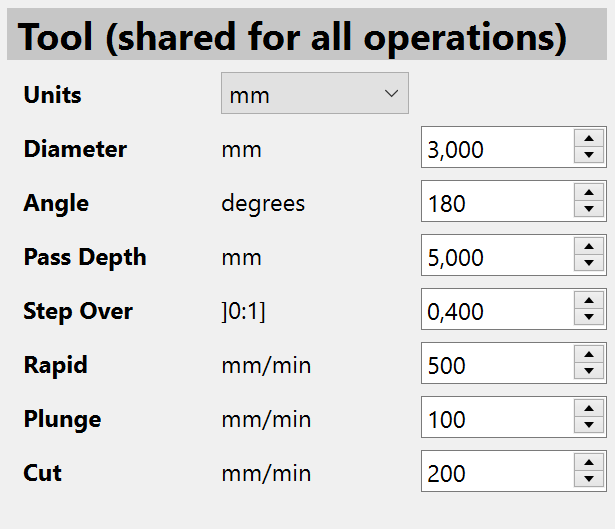 Tool (shared for all operations)
Units mm
Diameter mm 3,000
Angle degrees 180
Pass Depth mm 5,000
Step Over ]0:1] 0,400
Rapid mm/min 500
Plunge mm/min 100
Cut mm/min 200